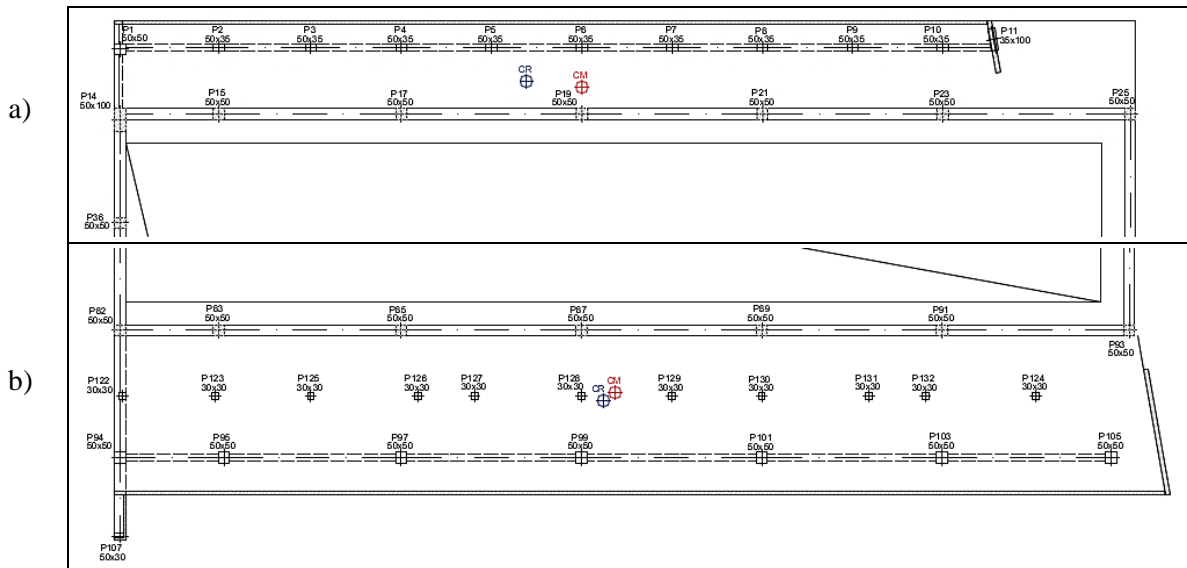 a)
P1
50x50
P2
50x35
P3
50x35
P4
50x35
P5
50x35
P6
50x35
P7
50x35
P8
50x35
P9
50x35
P10
50x35
P11
35x100
CR
CM
P14
50x100
P15
50x50
P17
50x50
P19
50x50
P21
50x50
P23
50x50
P25
50x50
P36
50x50
b)
P82
50x50
P83
50x50
P85
50x50
P87
50x50
P89
50x50
P91
50x50
P93
50x50
P122
30x30
P123
30x30
P125
30x30
P126
30x30
P127
30x30
P128
30x30
CR
CM
P129
30x30
P130
30x30
P131
30x30
P132
30x30
P124
30x30
P94
50x50
P95
50x50
P97
50x50
P99
50x50
P101
50x50
P103
50x50
P105
50x50
P107
50x30